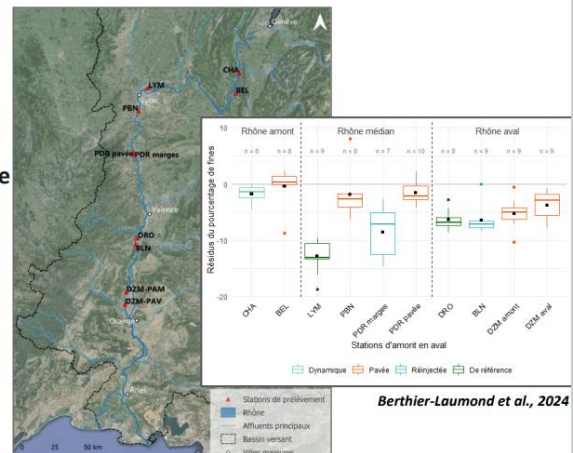 Genève
CHA
BEL
LYM
Lyon
PBN
PDR pavée
PDR marges
Valence
DRO
BLN
DZM-PAM
DZM-PAV
Orange
Arles
Stations de prélèvement
Rhône
Affluents principaux
Bassin versant
Villes majeures
0 25 50 km
e
Rhône amont
Rhône médian
Rhône aval
n = 8
n = 9
n = 8
n = 7
n = 10
n = 8
n = 9
n = 9
n = 9
Résidus du pourcentage de fines
10
0
-10
-20
CHA
BEL
LYM
PBN
PDR marges
PDR pavée
DRO
BLN
DZM amont
DZM aval
Stations d'amont en aval
Dynamique
Pavée
Réinjectée
De référence
Berthier-Laumond et al., 2024